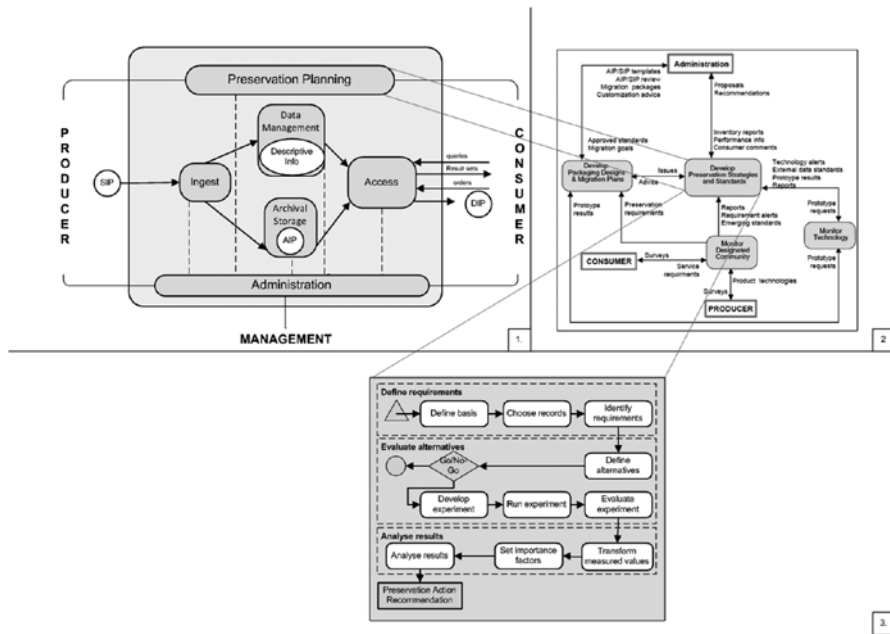 Preservation Planning
PRODUCER
Data
Management
Descriptive
Info
SIP
Ingest
Access
Archival
Storage
AIP
queries
Result sets
orders
DIP
CONSUMER
Administration
MANAGEMENT
1.
Administration
AIP/SIP templates
AIP/SIP review
Migration packages
Customization advice
Proposals
Recommendations
Approved standards
Migration goals
Inventory reports
Performance info
Consumer comments
Develop
Packaging Designs
& Migration Plans
Issues
Advice
Develop
Preservation Strategies
and Standards
Technology alerts
External data standards
Prototype results
Reports
Prototype
results
Preservation
requirements
Reports
Requirement alerts
Emerging standards
Prototype
requests
Monitor
Technology
Monitor
Designated
Community
CONSUMER
Surveys
Service
Product technologies
Surveys
Prototype
requests
PRODUCER
2
Define requirements
Define basis
Choose records
Identify
requirements
Evaluate alternatives
Go/No-
Go
Define
alternatives
Develop
experiment
Run experiment
Evaluate
experiment
Analyse results
Analyse results
Set importance
factors
Transform
measured values
Preservation Action
Recommendation
3.